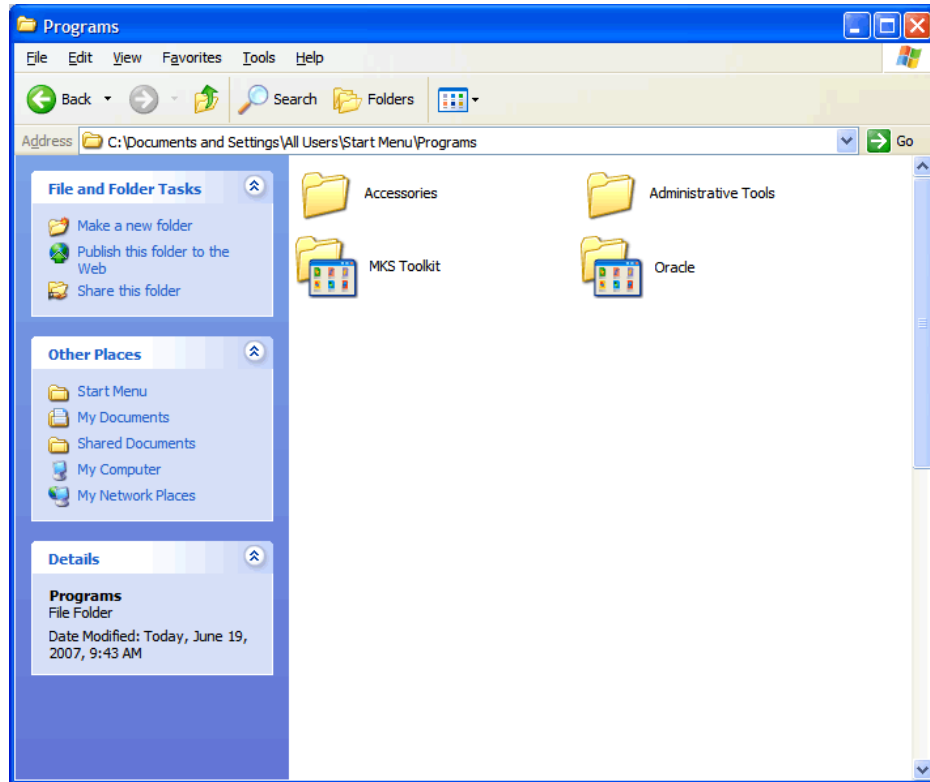 Programs
File Edit View Favorites Tools Help
Back Search Folders
Address C:\Documents and Settings\All Users\Start Menu\Programs Go
File and Folder Tasks
Make a new folder
Publish this folder to the
Web
Share this folder
Other Places
Start Menu
My Documents
Shared Documents
My Computer
My Network Places
Details
Programs
File Folder
Date Modified: Today, June 19,
2007, 9:43 AM
Accessories Administrative Tools
MKS Toolkit Oracle